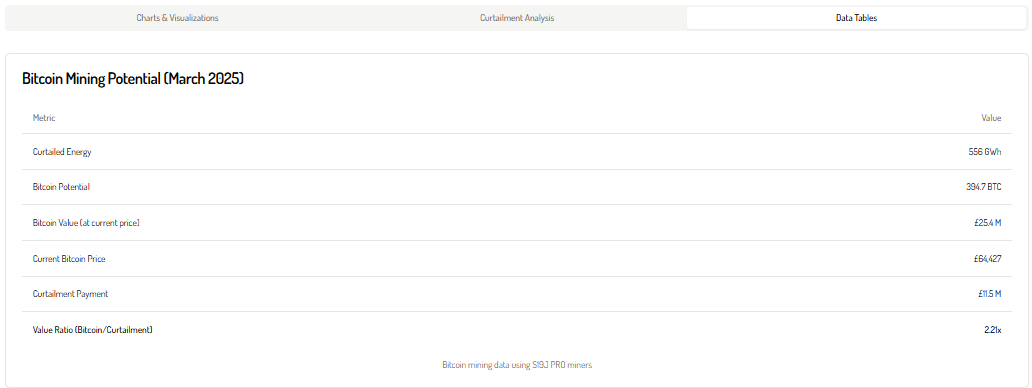 Charts & Visualizations Curtailment Analysis Data Tables
Bitcoin Mining Potential (March 2025)
Metric Value
Curtailed Energy 556 GWh
Bitcoin Potential 394.7 BTC
Bitcoin Value (at current price) £25.4 M
Current Bitcoin Price £64,427
Curtailment Payment £11.5 M
Value Ratio (Bitcoin/Curtailment) 2.21x
Bitcoin mining data using S19J PRO miners